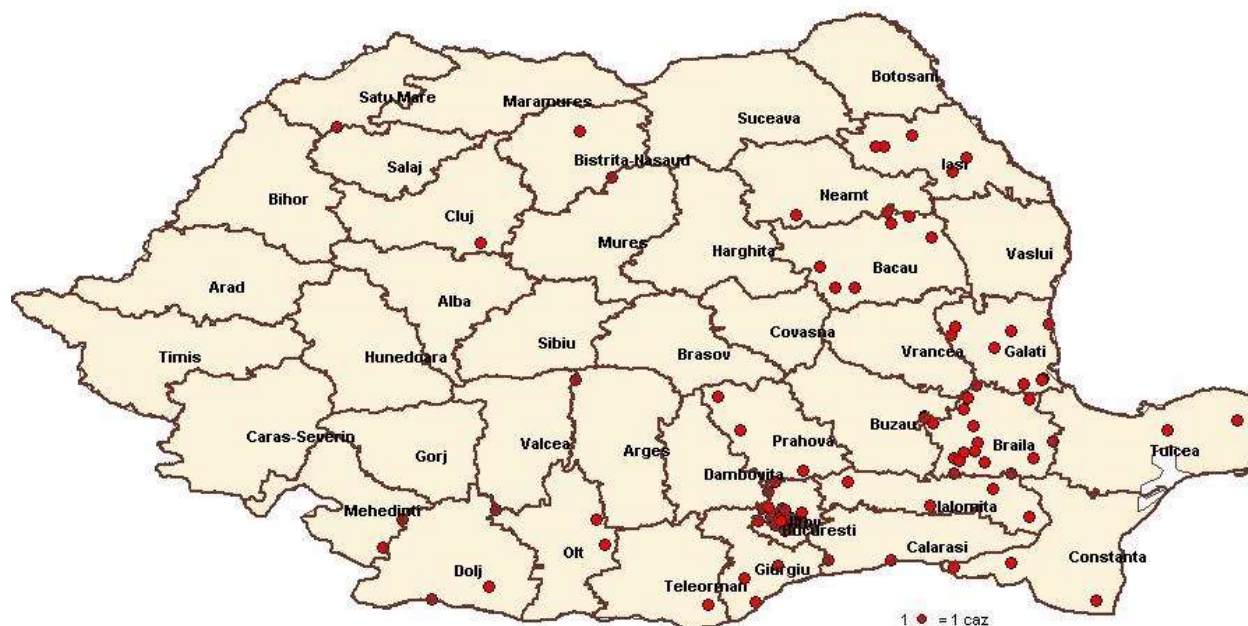 Botosani
Satu Mare
Maramures
Suceava
Iasi
Bistrita-Nasaud
Salaj
Bihor
Neamt
Cluj
Mures
Harghita
Vaslui
Bacau
Arad
Alba
Covasna
Sibiu
Timis
Hunedoara
Brasov
Vrancea
Galati
Buzau
Caras-Severin
Valcea
Prahova
Braila
Gorj
Arges
Tulcea
Dambovita
Mehedinti
Ialomita
Bucuresti
Olt
Calarasi
Constanta
Dolj
Giurgiu
Teleorman
1 = 1 caz